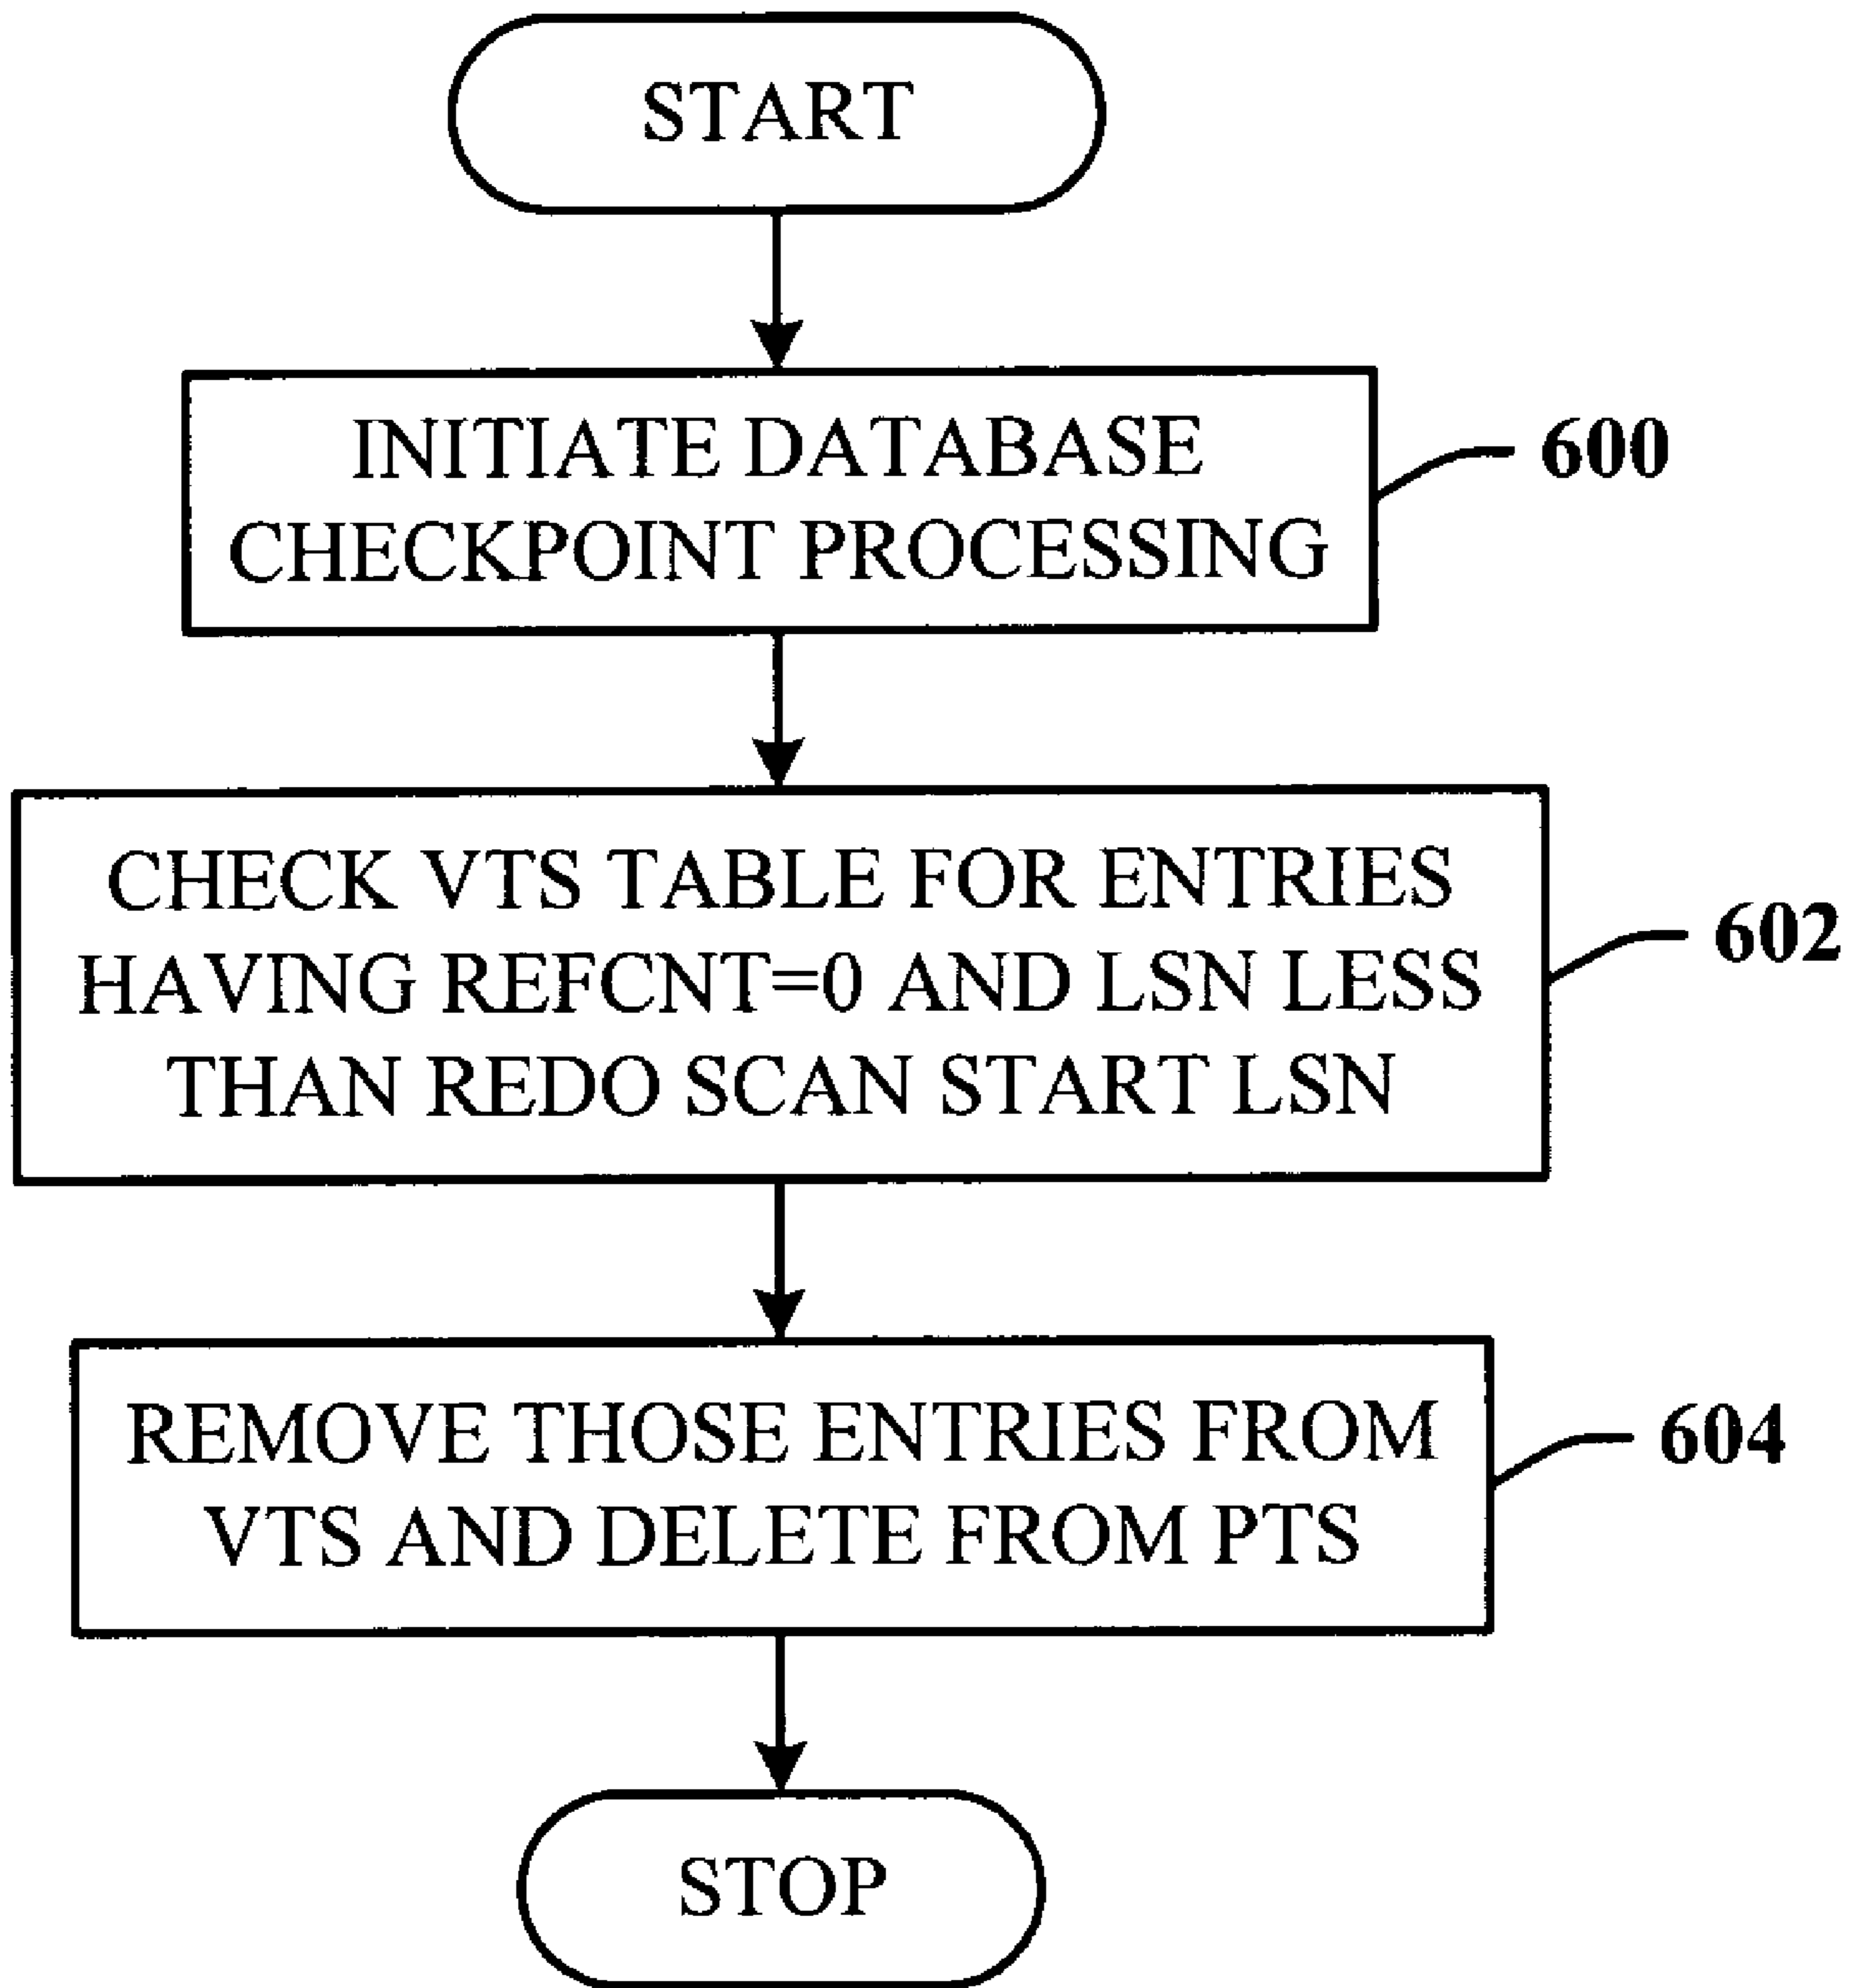 START
INITIATE DATABASE
CHECKPOINT PROCESSING
600
CHECK VTS TABLE FOR ENTRIES
HAVING REFCNT=0 AND LSN LESS
THAN REDO SCAN START LSN
602
REMOVE THOSE ENTRIES FROM
VTS AND DELETE FROM PTS
604
STOP